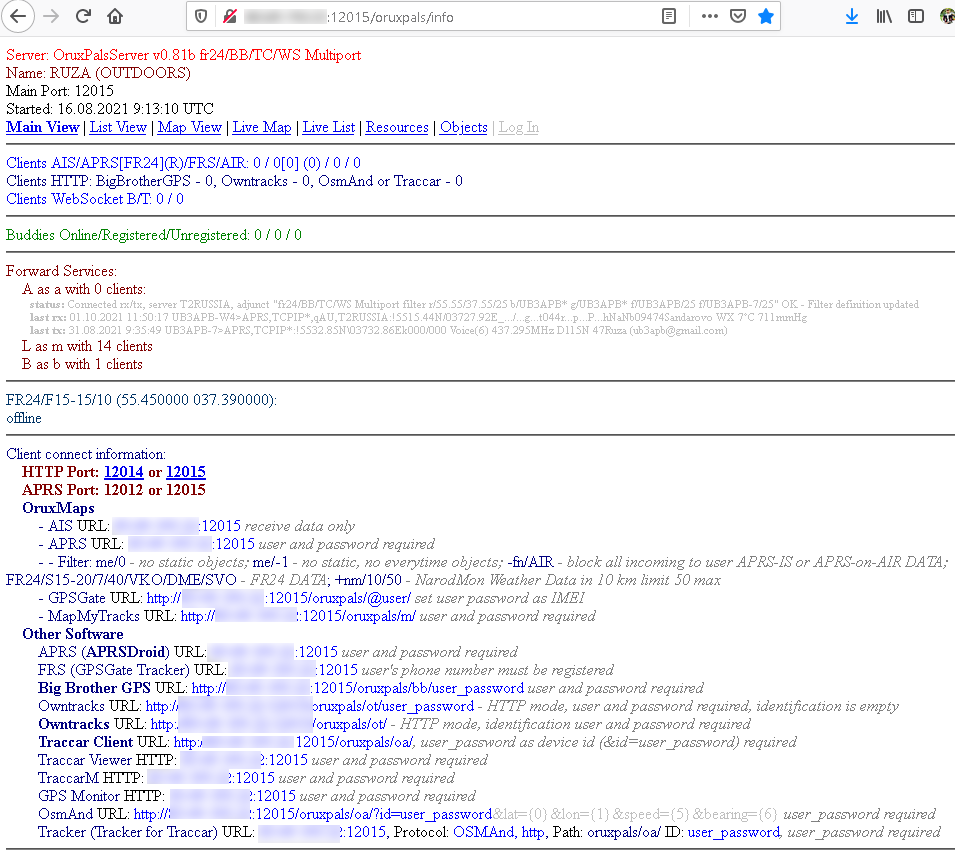 :12015/oruxpals/info
Server: OruxPalsServer v0.81b fr24/BB/TC/WS Multiport
Name: RUZA (OUTDOORS)
Main Port: 12015
Started: 16.08.2021 9:13:10 UTC
Main View | List View | Map View | Live Map | Live List | Resources | Objects | Log In
Clients AIS/APRS[FR24](R)/FRS/AIR: 0 / 0[0] (0) / 0 / 0
Clients HTTP: BigBrotherGPS - 0, Owntracks - 0, OsmAnd or Traccar - 0
Clients WebSocket B/T: 0 / 0
Buddies Online/Registered/Unregistered: 0 / 0 / 0
Forward Services:
A as a with 0 clients:
status: Connected rx/tx, server T2RUSSIA, adjunct "fr24/BB/TC/WS Multiport filter r/55.55/37.55/25 b/UB3APB* g/UB3APB* f/UB3APB/25 f/UB3APB-7/25" OK - Filter definition updated
last rx: 01.10.2021 11:50:17 UB3APB-W4>APRS,TCPIP*,qAU,T2RUSSIA:!5515.44N/03727.92E_.../...g...t044r...p...P...hNaNb09474Sandarovo WX 7°C 711mmHg
last tx: 31.08.2021 9:35:49 UB3APB-7>APRS,TCPIP*:!5532.85N\03732.86Ek000/000 Voice(6) 437.295MHz D115N 47Ruza (ub3apb@gmail.com)
L as m with 14 clients
B as b with 1 clients
FR24/F15-15/10 (55.450000 037.390000):
offline
Client connect information:
HTTP Port: 12014 or 12015
APRS Port: 12012 or 12015
OruxMaps
- AIS URL: :12015 receive data only
- APRS URL: :12015 user and password required
- - Filter: me/0 - no static objects; me/-1 - no static, no everytime objects; -fn/AIR - block all incoming to user APRS-IS or APRS-on-AIR DATA;
FR24/S15-20/7/40/VKO/DME/SVO - FR24 DATA; +nm/10/50 - NarodMon Weather Data in 10 km limit 50 max
- GPSGate URL: http:// :12015/oruxpals/@user/ set user password as IMEI
- MapMyTracks URL: http:// :12015/oruxpals/m/ user and password required
Other Software
APRS (APRSDroid) URL: :12015 user and password required
FRS (GPSGate Tracker) URL: :12015 user's phone number must be registered
Big Brother GPS URL: http:// :12015/oruxpals/bb/user_password user and password required
Owntracks URL: http:/ /oruxpals/ot/user_password - HTTP mode, user and password required, identification is empty
Owntracks URL: http: /oruxpals/ot/ - HTTP mode, identification user and password required
Traccar Client URL: http: 12015/oruxpals/oa/, user_password as device id (&id=user_password) required
Traccar Viewer HTTP: :12015 user and password required
TraccarM HTTP: :12015 user and password required
GPS Monitor HTTP: :12015 user and password required
OsmAnd URL: http:// :12015/oruxpals/oa/?id=user_password&lat={0}&lon={1}&speed={5}&bearing={6} user_password required
Tracker (Tracker for Traccar) URL: :12015, Protocol: OSMAnd, http, Path: oruxpals/oa/ ID: user_password, user_password required